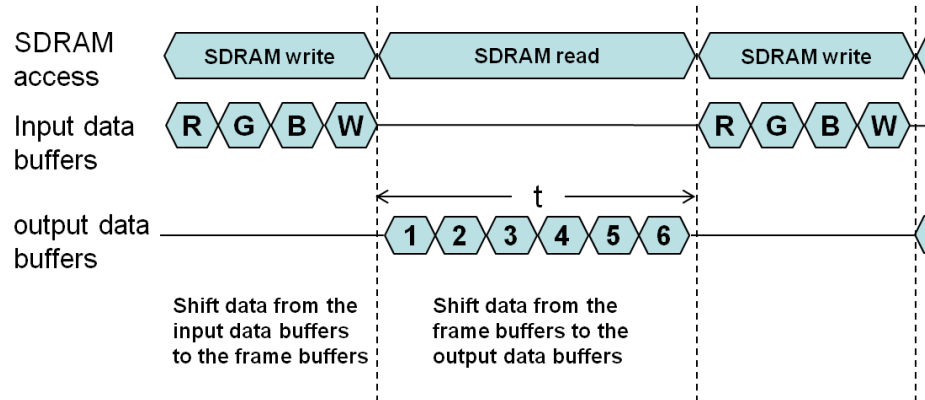 SDRAM access
SDRAM write
SDRAM read
SDRAM write
Input data buffers
R G B W
R G B W
t
output data buffers
1 2 3 4 5 6
Shift data from the
input data buffers
to the frame buffers
Shift data from the
frame buffers to the
output data buffers